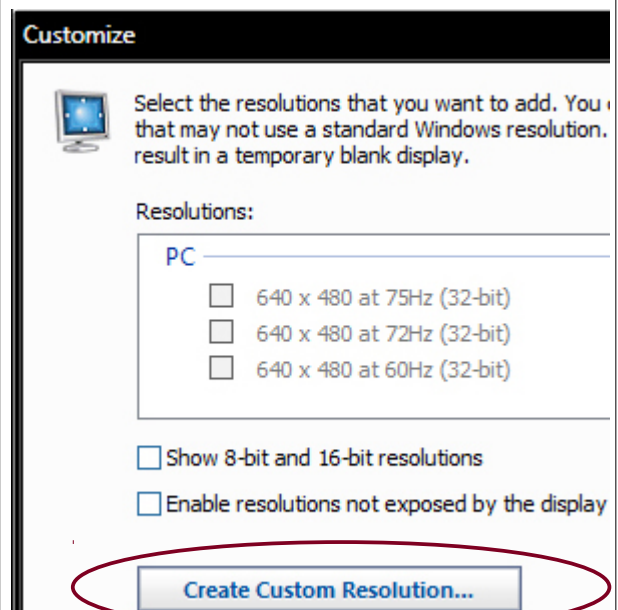 Customize
Select the resolutions that you want to add. You
that may not use a standard Windows resolution.
result in a temporary blank display.
Resolutions:
PC
640 x 480 at 75Hz (32-bit)
640 x 480 at 72Hz (32-bit)
640 x 480 at 60Hz (32-bit)
Show 8-bit and 16-bit resolutions
Enable resolutions not exposed by the display
Create Custom Resolution...